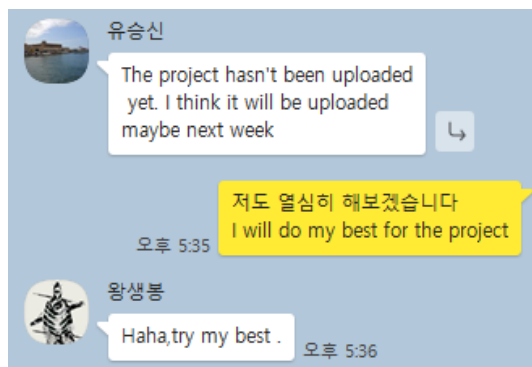 유승신
The project hasn't been uploaded
yet. I think it will be uploaded
maybe next week
저도 열심히 해보겠습니다
I will do my best for the project
오후 5:35
왕생봉
Haha,try my best .
오후 5:36